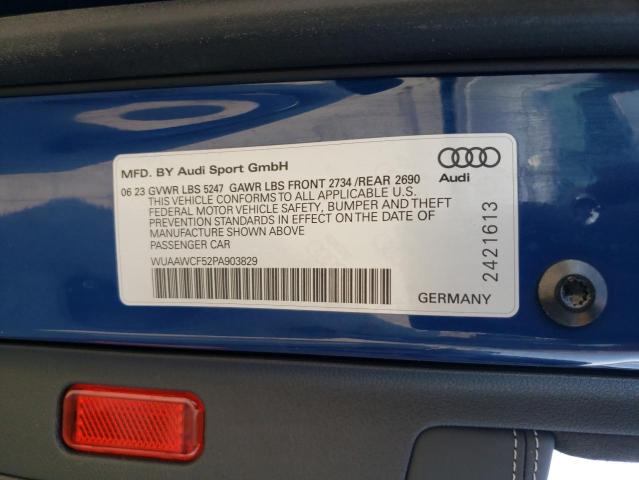 MFD. BY Audi Sport GmbH
06 23 GVWR LBS 5247 GAWR LBS FRONT 2734 /REAR 2690
THIS VEHICLE CONFORMS TO ALL APPLICABLE U.S.
FEDERAL MOTOR VEHICLE SAFETY, BUMPER AND THEFT
PREVENTION STANDARDS IN EFFECT ON THE DATE OF
MANUFACTURE SHOWN ABOVE
PASSENGER CAR
WUAAWCF52PA903829
Audi
2421613
GERMANY